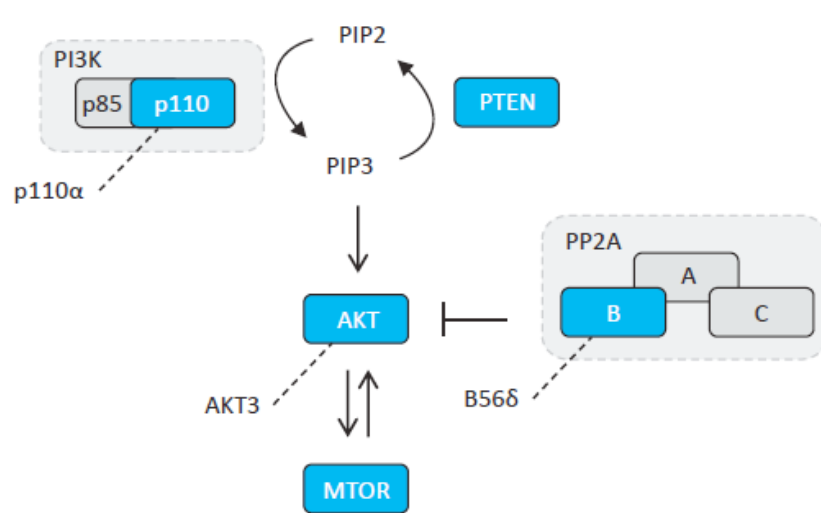 PIP2
PI3K
p85
p110
PTEN
PIP3
p110α
PP2A
A
B
C
AKT
AKT3
B56δ
MTOR